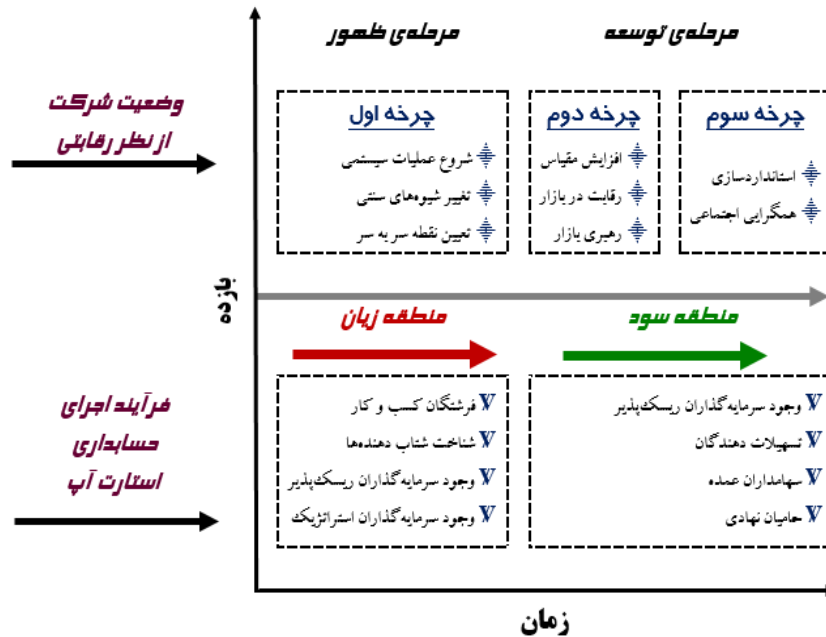 مرحله‌ی ظهور
مرحله‌ی توسعه
وضعیت شرکت
از نظر رقابتی
چرخه اول
شروع عملیات سیستمی
تغییر شیوه‌های سنتی
تعیین نقطه سر به سر
چرخه دوم
افزایش مقیاس
رقابت در بازار
رهبری بازار
چرخه سوم
استانداردسازی
همگرایی اجتماعی
بازده
منطقه زیان
منطقه سود
فرآیند اجرای
حسابداری
استارت آپ
فرشتگان کسب و کار
شناخت شتاب دهنده‌ها
وجود سرمایه‌گذاران ریسک‌پذیر
وجود سرمایه‌گذاران استراتژیک
وجود سرمایه‌گذاران ریسک‌پذیر
تسهیلات دهندگان
سهامداران عمده
حامیان نهادی
زمان